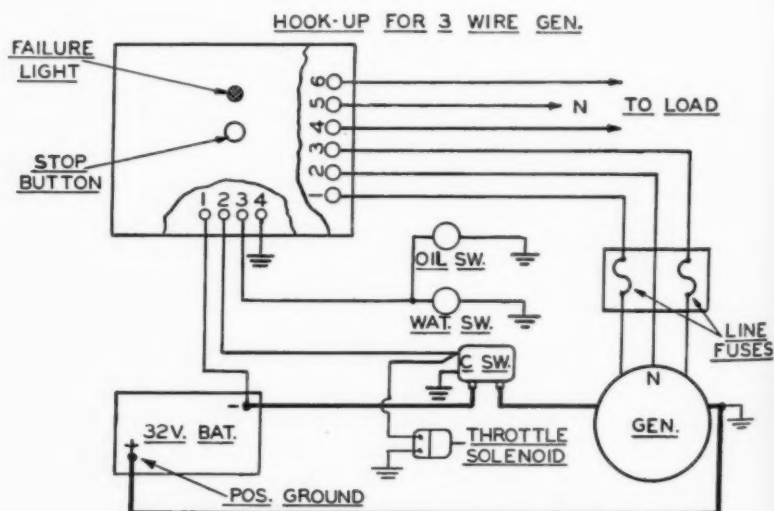 HOOK-UP FOR 3 WIRE GEN.
FAILURE
LIGHT
STOP
BUTTON
6
5
4
3
2
1
N TO LOAD
1 2 3 4
OIL SW.
WAT. SW.
LINE
FUSES
C SW.
N
GEN.
- 
32V. BAT.
+
THROTTLE
SOLENOID
POS. GROUND